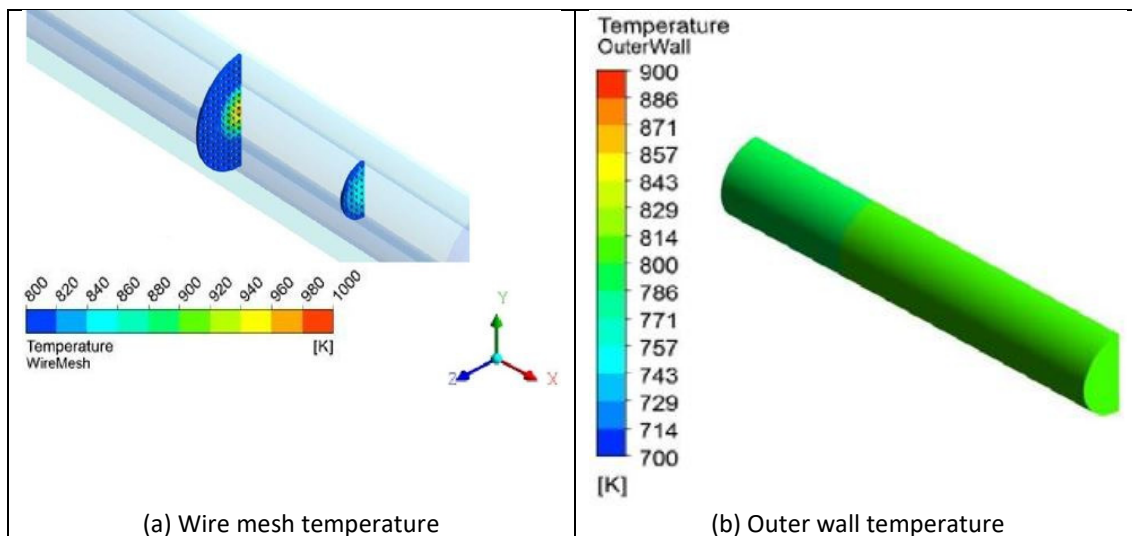 800 820 840 860 880 900 920 940 960 980 1000
Temperature [K]
WireMesh
Y
Z X
(a) Wire mesh temperature
Temperature
OuterWall
900
886
871
857
843
829
814
800
786
771
757
743
729
714
700
[K]
(b) Outer wall temperature